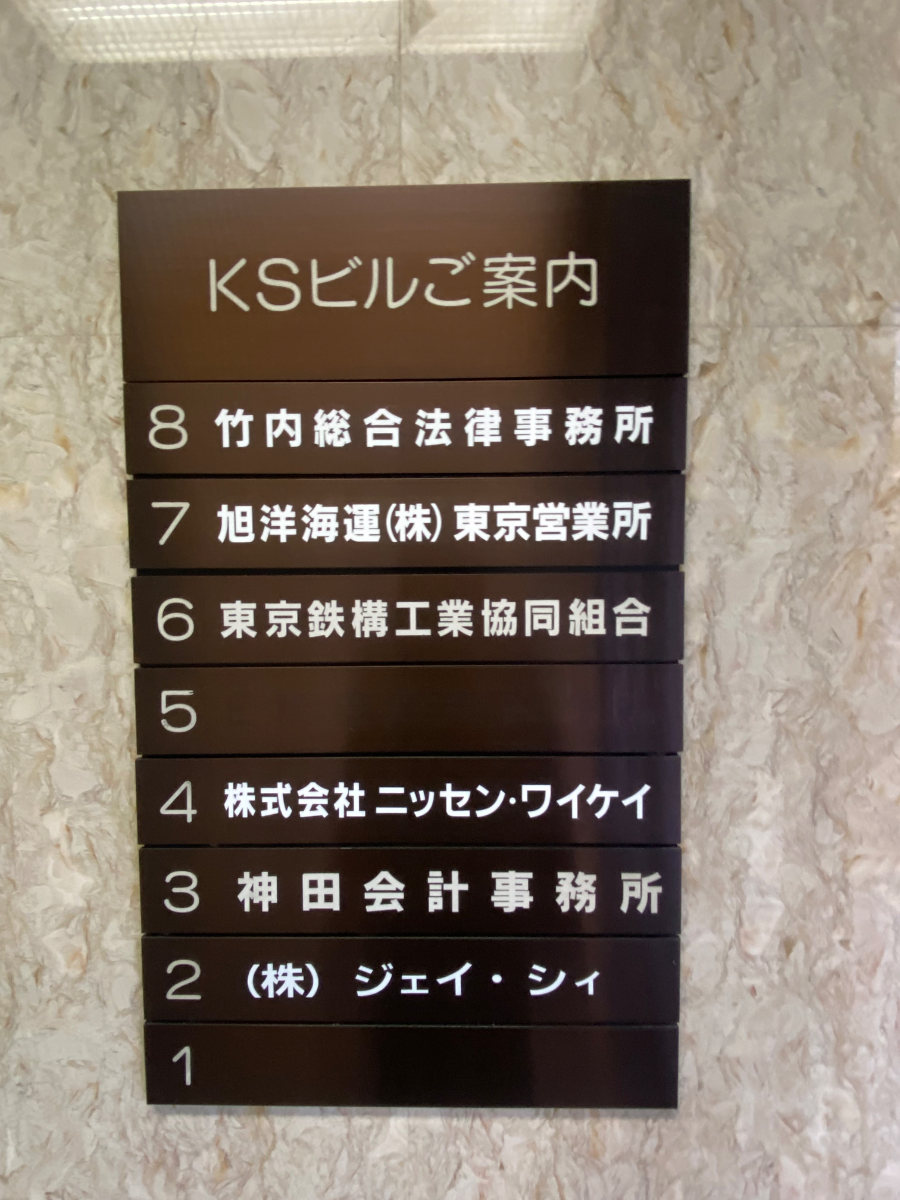 KSビルご案内
8 竹内総合法律事務所
7 旭洋海運(株)東京営業所
6 東京鉄構工業協同組合
5
4 株式会社 ニッセン・ワイケイ
3 神田会計事務所
2 (株) ジェイ・シィ
1